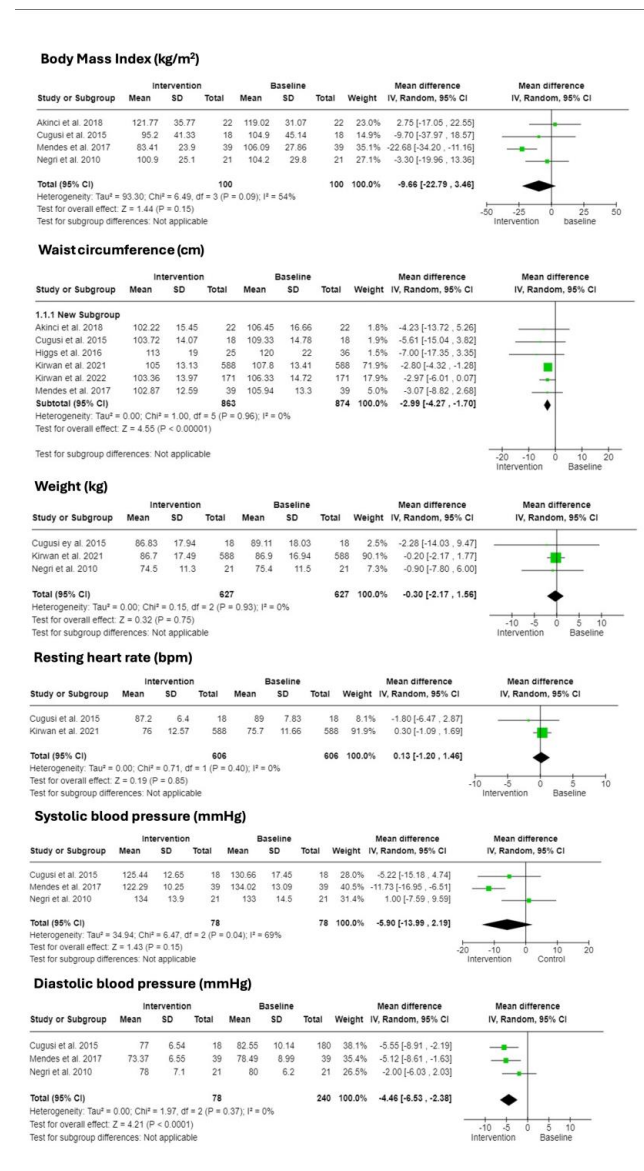 Body Mass Index (kg/m²)
Intervention Baseline Mean difference Mean difference
Study or Subgroup Mean SD Total Mean SD Total Weight IV, Random, 95% CI IV, Random, 95% CI
Akinci et al. 2018 121.77 35.77 22 119.02 31.07 22 23.0% 2.75 [-17.05 , 22.55]
Cugusi et al. 2015 95.2 41.33 18 104.9 45.14 18 14.9% -9.70 [-37.97 , 18.57]
Mendes et al. 2017 83.41 23.9 39 106.09 27.86 39 35.1% -22.68 [-34.20 , -11.16]
Negri et al. 2010 100.9 25.1 21 104.2 29.8 21 27.1% -3.30 [-19.96 , 13.36]
Total (95% CI) 100 100 100.0% -9.66 [-22.79 , 3.46]
Heterogeneity: Tau² = 93.30; Chi² = 6.49, df = 3 (P = 0.09); I² = 54%
Test for overall effect: Z = 1.44 (P = 0.15)
Test for subgroup differences: Not applicable
-50 -25 0 25 50
Intervention baseline
Waist circumference (cm)
Intervention Baseline Mean difference Mean difference
Study or Subgroup Mean SD Total Mean SD Total Weight IV, Random, 95% CI IV, Random, 95% CI
1.1.1 New Subgroup
Akinci et al. 2018 102.22 15.45 22 106.45 16.66 22 1.8% -4.23 [-13.72 , 5.26]
Cugusi et al. 2015 103.72 14.07 18 109.33 14.78 18 1.9% -5.61 [-15.04 , 3.82]
Higgs et al. 2016 113 19 25 120 22 36 1.5% -7.00 [-17.35 , 3.35]
Kirwan et al. 2021 105 13.13 588 107.8 13.41 588 71.9% -2.80 [-4.32 , -1.28]
Kirwan et al. 2022 103.36 13.97 171 106.33 14.72 171 17.9% -2.97 [-6.01 , 0.07]
Mendes et al. 2017 102.87 12.59 39 105.94 13.3 39 5.0% -3.07 [-8.82 , 2.68]
Subtotal (95% CI) 863 874 100.0% -2.99 [-4.27 , -1.70]
Heterogeneity: Tau² = 0.00; Chi² = 1.00, df = 5 (P = 0.96); I² = 0%
Test for overall effect: Z = 4.55 (P < 0.00001)
Test for subgroup differences: Not applicable
-20 -10 0 10 20
Intervention Baseline
Weight (kg)
Intervention Baseline Mean difference Mean difference
Study or Subgroup Mean SD Total Mean SD Total Weight IV, Random, 95% CI IV, Random, 95% CI
Cugusi ey al. 2015 86.83 17.94 18 89.11 18.03 18 2.5% -2.28 [-14.03 , 9.47]
Kirwan et al. 2021 86.7 17.49 588 86.9 16.94 588 90.1% -0.20 [-2.17 , 1.77]
Negri et al. 2010 74.5 11.3 21 75.4 11.5 21 7.3% -0.90 [-7.80 , 6.00]
Total (95% CI) 627 627 100.0% -0.30 [-2.17 , 1.56]
Heterogeneity: Tau² = 0.00; Chi² = 0.15, df = 2 (P = 0.93); I² = 0%
Test for overall effect: Z = 0.32 (P = 0.75)
Test for subgroup differences: Not applicable
-10 -5 0 5 10
Intervention Baseline
Resting heart rate (bpm)
Intervention Baseline Mean difference Mean difference
Study or Subgroup Mean SD Total Mean SD Total Weight IV, Random, 95% CI IV, Random, 95% CI
Cugusi et al. 2015 87.2 6.4 18 89 7.83 18 8.1% -1.80 [-6.47 , 2.87]
Kirwan et al. 2021 76 12.57 588 75.7 11.66 588 91.9% 0.30 [-1.09 , 1.69]
Total (95% CI) 606 606 100.0% 0.13 [-1.20 , 1.46]
Heterogeneity: Tau² = 0.00; Chi² = 0.71, df = 1 (P = 0.40); I² = 0%
Test for overall effect: Z = 0.19 (P = 0.85)
Test for subgroup differences: Not applicable
-10 -5 0 5 10
Intervention Baseline
Systolic blood pressure (mmHg)
Intervention Baseline Mean difference Mean difference
Study or Subgroup Mean SD Total Mean SD Total Weight IV, Random, 95% CI IV, Random, 95% CI
Cugusi et al. 2015 125.44 12.65 18 130.66 17.45 18 28.0% -5.22 [-15.18 , 4.74]
Mendes et al. 2017 122.29 10.25 39 134.02 13.09 39 40.5% -11.73 [-16.95 , -6.51]
Negri et al. 2010 134 13.9 21 133 14.5 21 31.4% 1.00 [-7.59 , 9.59]
Total (95% CI) 78 78 100.0% -5.90 [-13.99 , 2.19]
Heterogeneity: Tau² = 34.94; Chi² = 6.47, df = 2 (P = 0.04); I² = 69%
Test for overall effect: Z = 1.43 (P = 0.15)
Test for subgroup differences: Not applicable
-20 -10 0 10 20
Intervention Control
Diastolic blood pressure (mmHg)
Intervention Baseline Mean difference Mean difference
Study or Subgroup Mean SD Total Mean SD Total Weight IV, Random, 95% CI IV, Random, 95% CI
Cugusi et al. 2015 77 6.54 18 82.55 10.14 180 38.1% -5.55 [-8.91 , -2.19]
Mendes et al. 2017 73.37 6.55 39 78.49 8.99 39 35.4% -5.12 [-8.61 , -1.63]
Negri et al. 2010 78 7.1 21 80 6.2 21 26.5% -2.00 [-6.03 , 2.03]
Total (95% CI) 78 240 100.0% -4.46 [-6.53 , -2.38]
Heterogeneity: Tau² = 0.00; Chi² = 1.97, df = 2 (P = 0.37); I² = 0%
Test for overall effect: Z = 4.21 (P < 0.0001)
Test for subgroup differences: Not applicable
-10 -5 0 5 10
Intervention Baseline